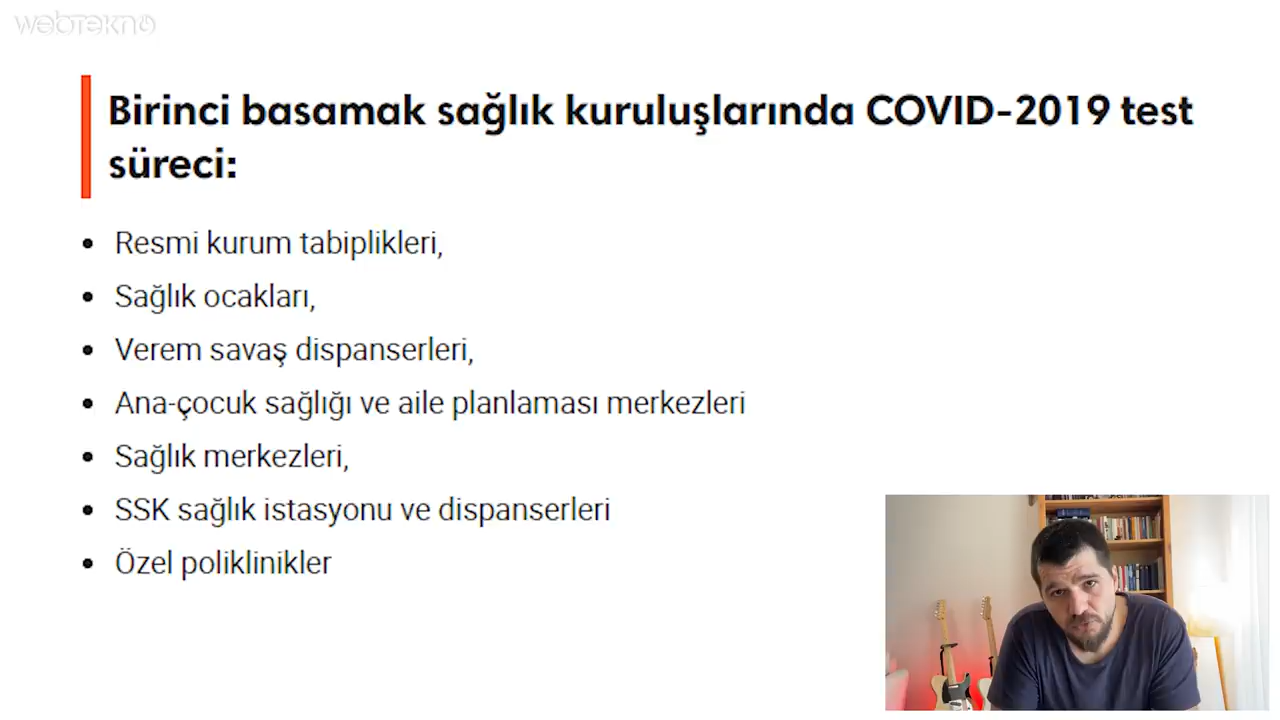 webtekno
Birinci basamak sağlık kuruluşlarında COVID-2019 test
süreci:
Resmi kurum tabiplikleri,
Sağlık ocakları,
Verem savaş dispanserleri,
Ana-çocuk sağlığı ve aile planlaması merkezleri
Sağlık merkezleri,
SSK sağlık istasyonu ve dispanserleri
Özel poliklinikler